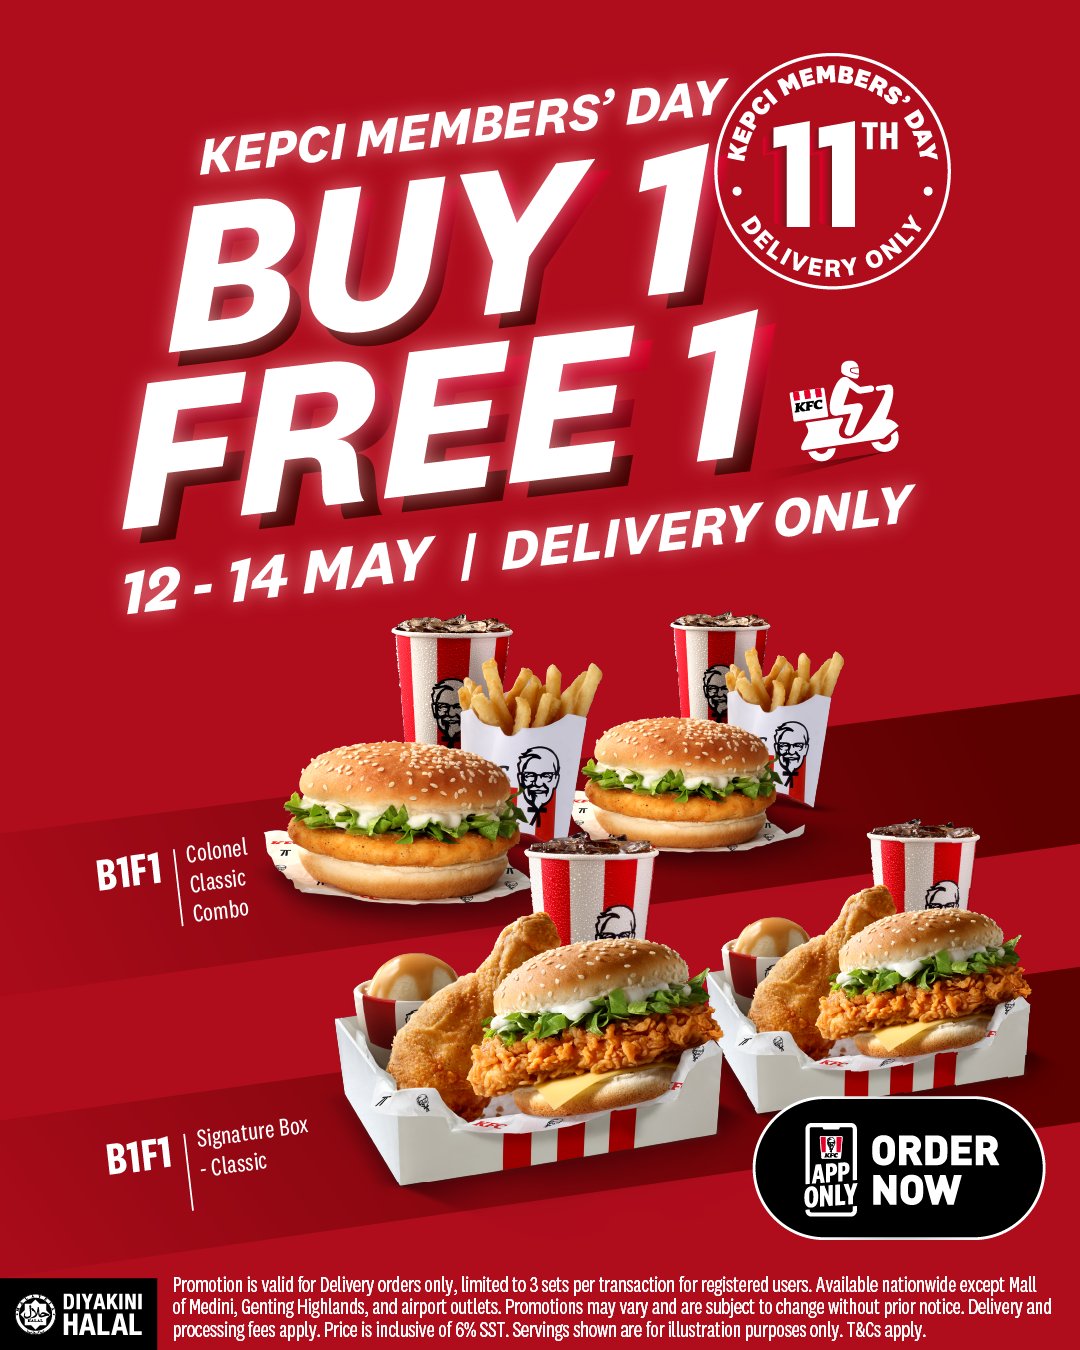 KEPCI MEMBERS' DAY
BUY 1
FREE 1
12 - 14 MAY | DELIVERY ONLY
KEPCI MEMBERS' DAY
11TH
DELIVERY ONLY
KFC
B1F1
Colonel
Classic
Combo
B1F1
Signature Box
- Classic
KFC
KFC
KFC
APP
ONLY
ORDER
NOW
DIYAKINI
HALAL
Promotion is valid for Delivery orders only, limited to 3 sets per transaction for registered users. Available nationwide except Mall
of Medini, Genting Highlands, and airport outlets. Promotions may vary and are subject to change without prior notice. Delivery and
processing fees apply. Price is inclusive of 6% SST. Servings shown are for illustration purposes only. T&Cs apply.